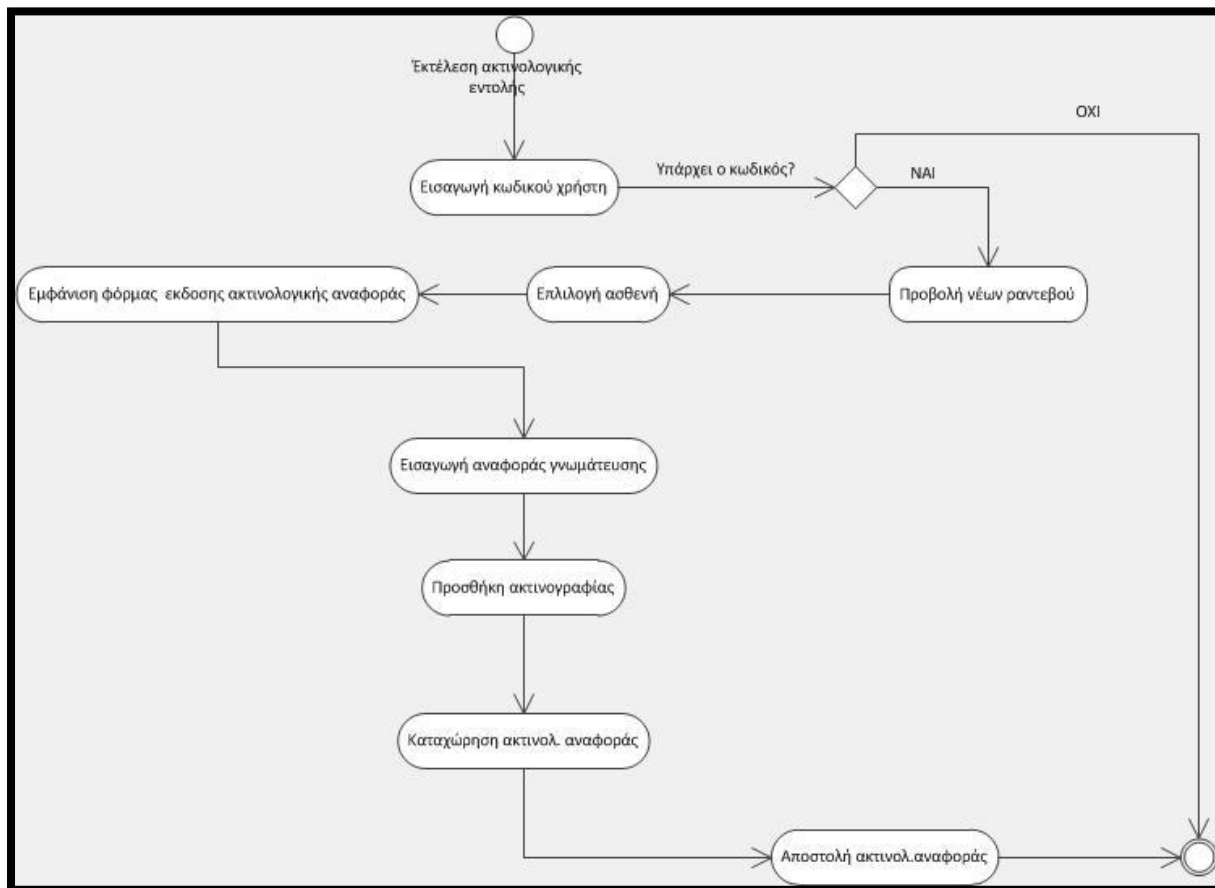 Έκτέλεση ακτινολογικής
εντολής
ΟΧΙ
Υπάρχει ο κωδικός?
ΝΑΙ
Εισαγωγή κωδικού χρήστη
Εμφάνιση φόρμας εκδοσης ακτινολογικής αναφοράς
Επλιλογή ασθενή
Προβολή νέων ραντεβού
Εισαγωγή αναφοράς γνωμάτευσης
Προσθήκη ακτινογραφίας
Καταχώρηση ακτινολ. αναφοράς
Αποστολή ακτινολ.αναφοράς